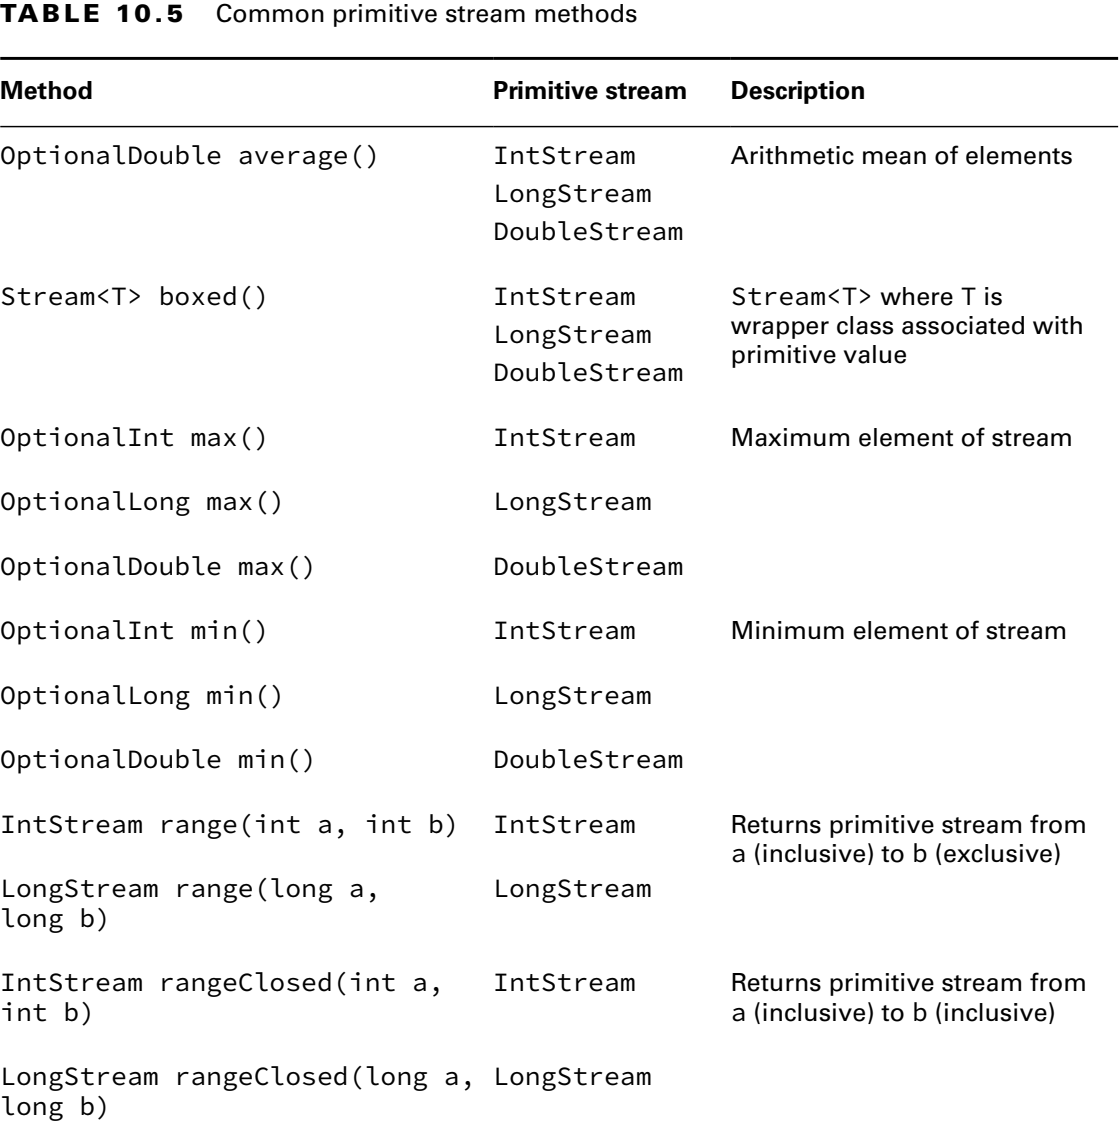 TABLE 10.5 Common primitive stream methods
Method Primitive stream Description
OptionalDouble average() IntStream Arithmetic mean of elements
LongStream
DoubleStream
Stream<T> boxed() IntStream Stream<T> where T is
LongStream wrapper class associated with
DoubleStream primitive value
OptionalInt max() IntStream Maximum element of stream
OptionalLong max() LongStream
OptionalDouble max() DoubleStream
OptionalInt min() IntStream Minimum element of stream
OptionalLong min() LongStream
OptionalDouble min() DoubleStream
IntStream range(int a, int b) IntStream Returns primitive stream from
a (inclusive) to b (exclusive)
LongStream range(long a, LongStream
long b)
IntStream rangeClosed(int a, IntStream Returns primitive stream from
int b) a (inclusive) to b (inclusive)
LongStream rangeClosed(long a, LongStream
long b)